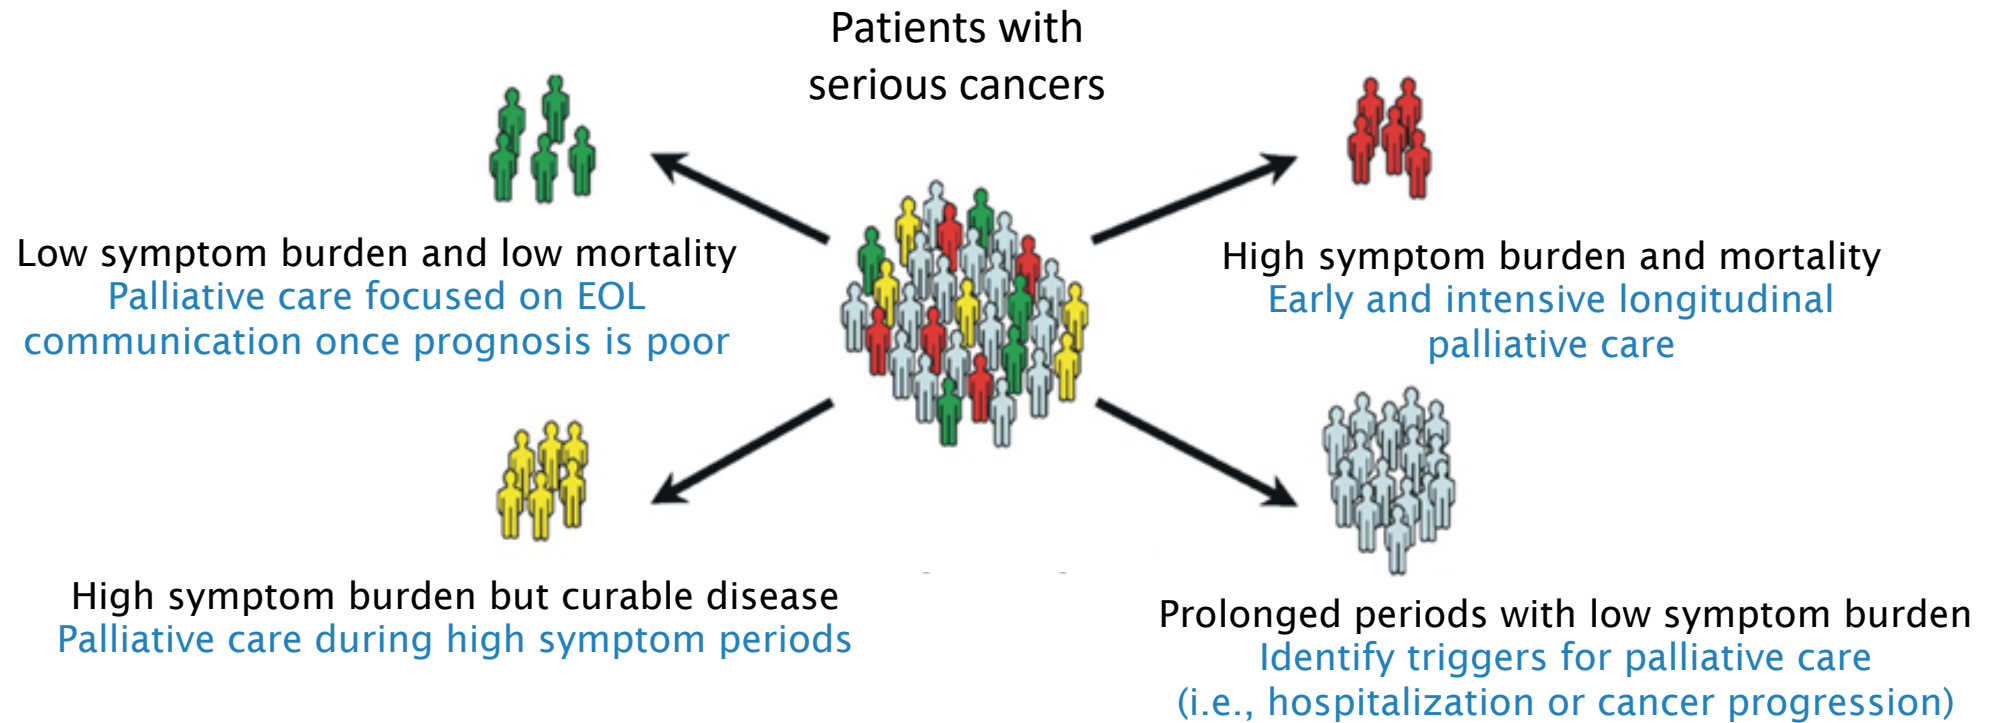 Patients with
serious cancers
Low symptom burden and low mortality
Palliative care focused on EOL
communication once prognosis is poor
High symptom burden and mortality
Early and intensive longitudinal
palliative care
High symptom burden but curable disease
Palliative care during high symptom periods
Prolonged periods with low symptom burden
Identify triggers for palliative care
(i.e., hospitalization or cancer progression)